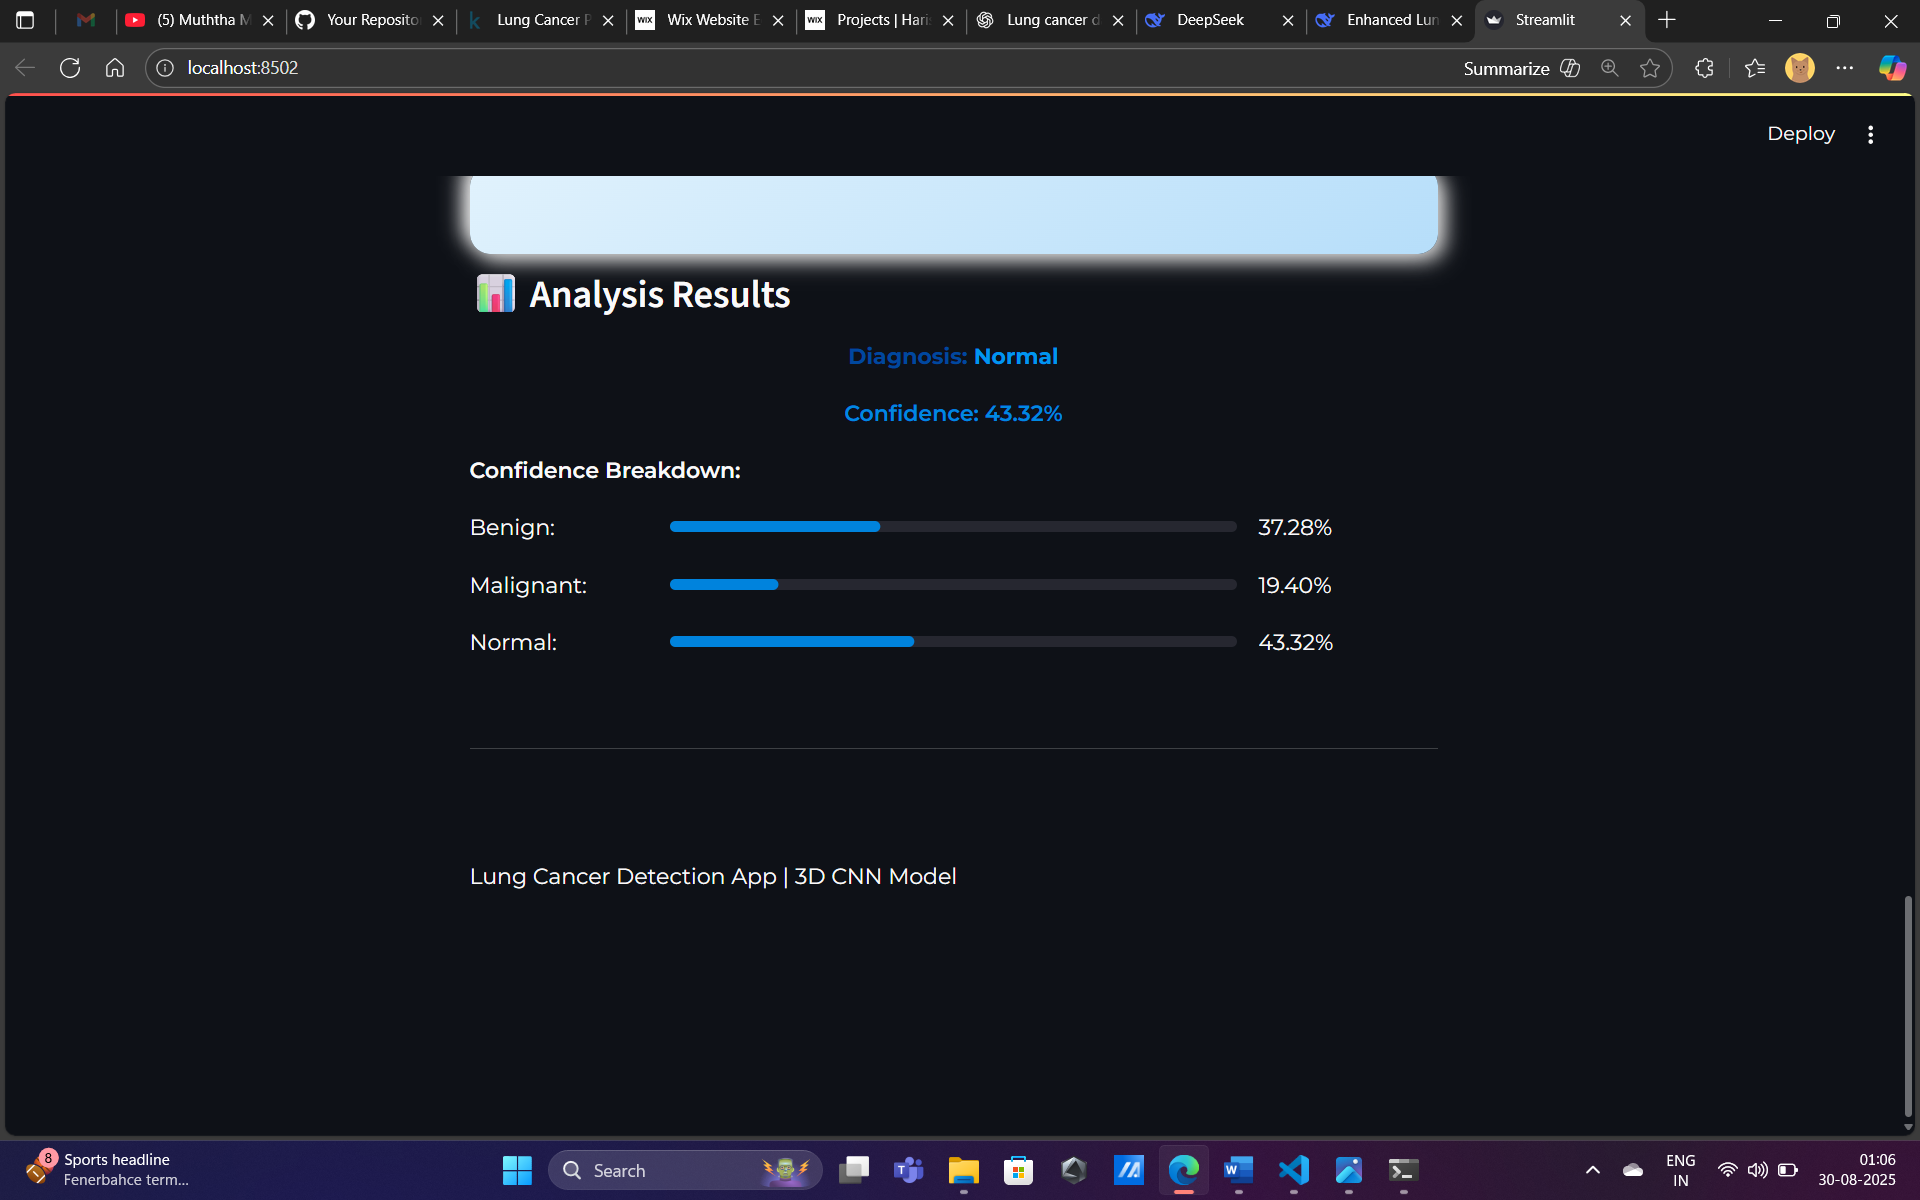 (5) Muththa M
Your Reposito
Lung Cancer P
Wix Website E
Projects | Hari
Lung cancer d
DeepSeek
Enhanced Lun
Streamlit
localhost:8502
Summarize
Deploy
Analysis Results
Diagnosis: Normal
Confidence: 43.32%
Confidence Breakdown:
Benign: 37.28%
Malignant: 19.40%
Normal: 43.32%
Lung Cancer Detection App | 3D CNN Model
8
Sports headline
Fenerbahce term...
Search
ENG
IN
01:06
30-08-2025